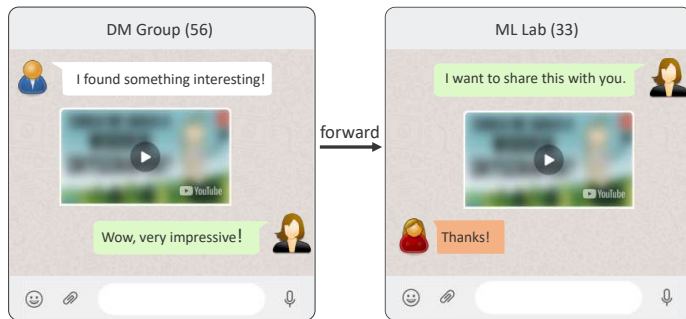 DM Group (56)
I found something interesting!
YouTube
Wow, very impressive!
forward
ML Lab (33)
I want to share this with you.
YouTube
Thanks!